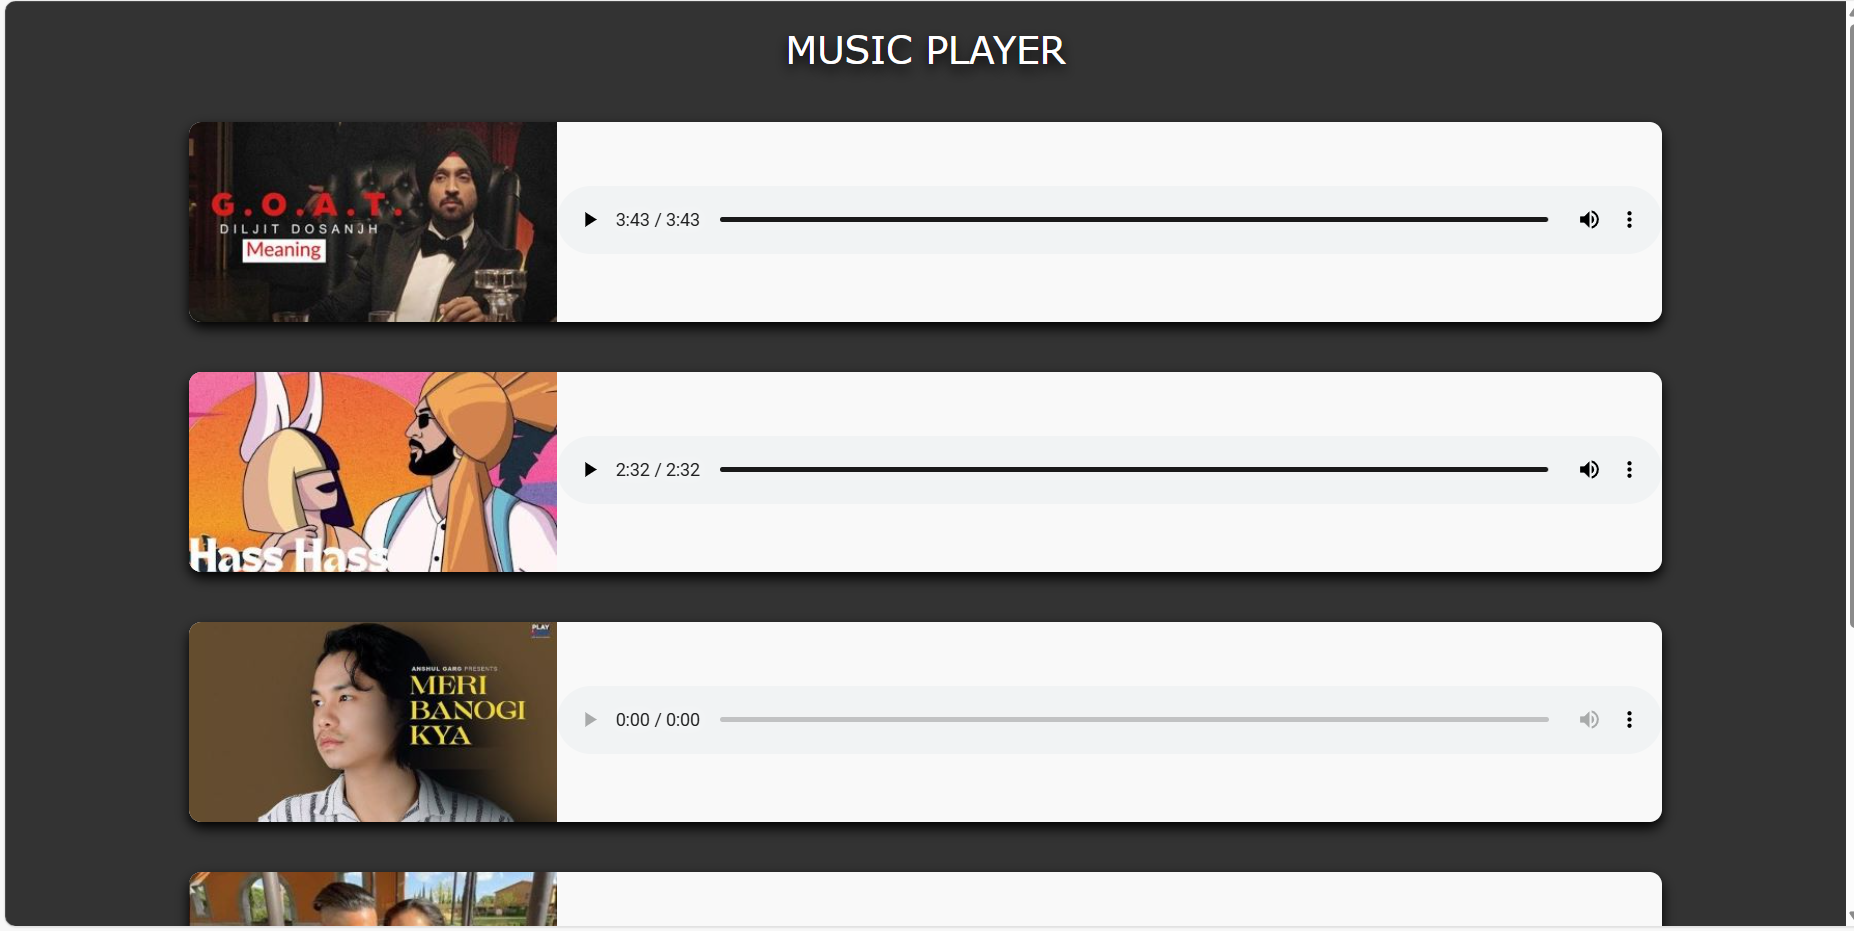 MUSIC PLAYER
G.O.A.T.
DILJIT DOSANJH
Meaning
3:43 / 3:43
Hass Hass
2:32 / 2:32
PLAY
ANSHUL GARG PRESENTS
MERI
BANOGI
KYA
0:00 / 0:00